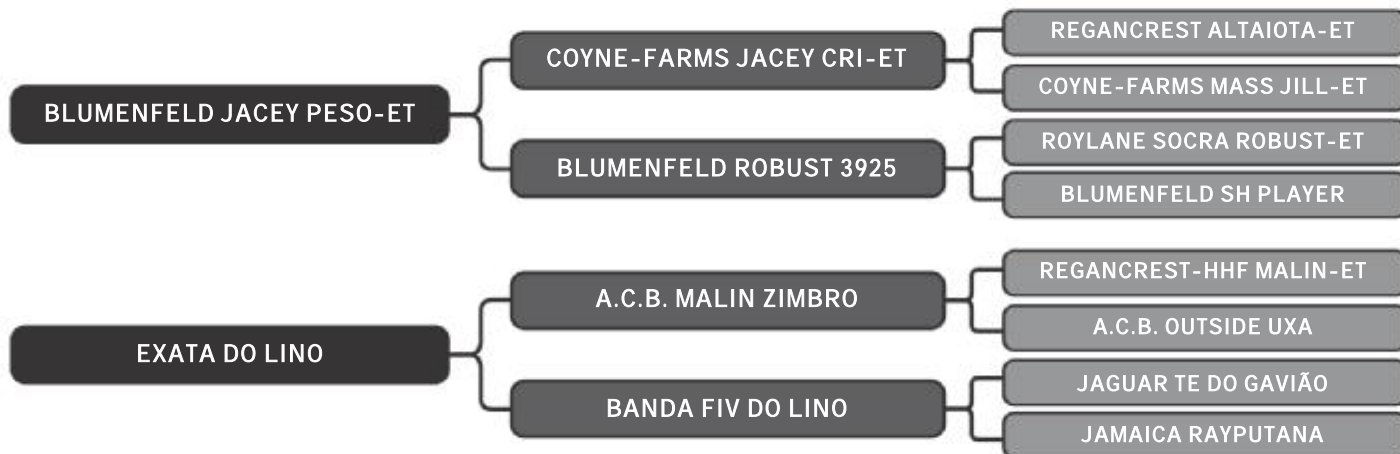 REGANCREST ALTAIOTA-ET
COYNE-FARMS JACEY CRI-ET
COYNE-FARMS MASS JILL-ET
BLUMENFELD JACEY PESO-ET
ROYLANE SOCRA ROBUST-ET
BLUMENFELD ROBUST 3925
BLUMENFELD SH PLAYER
REGANCREST-HHF MALIN-ET
A.C.B. MALIN ZIMBRO
A.C.B. OUTSIDE UXA
EXATA DO LINO
JAGUAR TE DO GAVIÃO
BANDA FIV DO LINO
JAMAICA RAYPUTANA